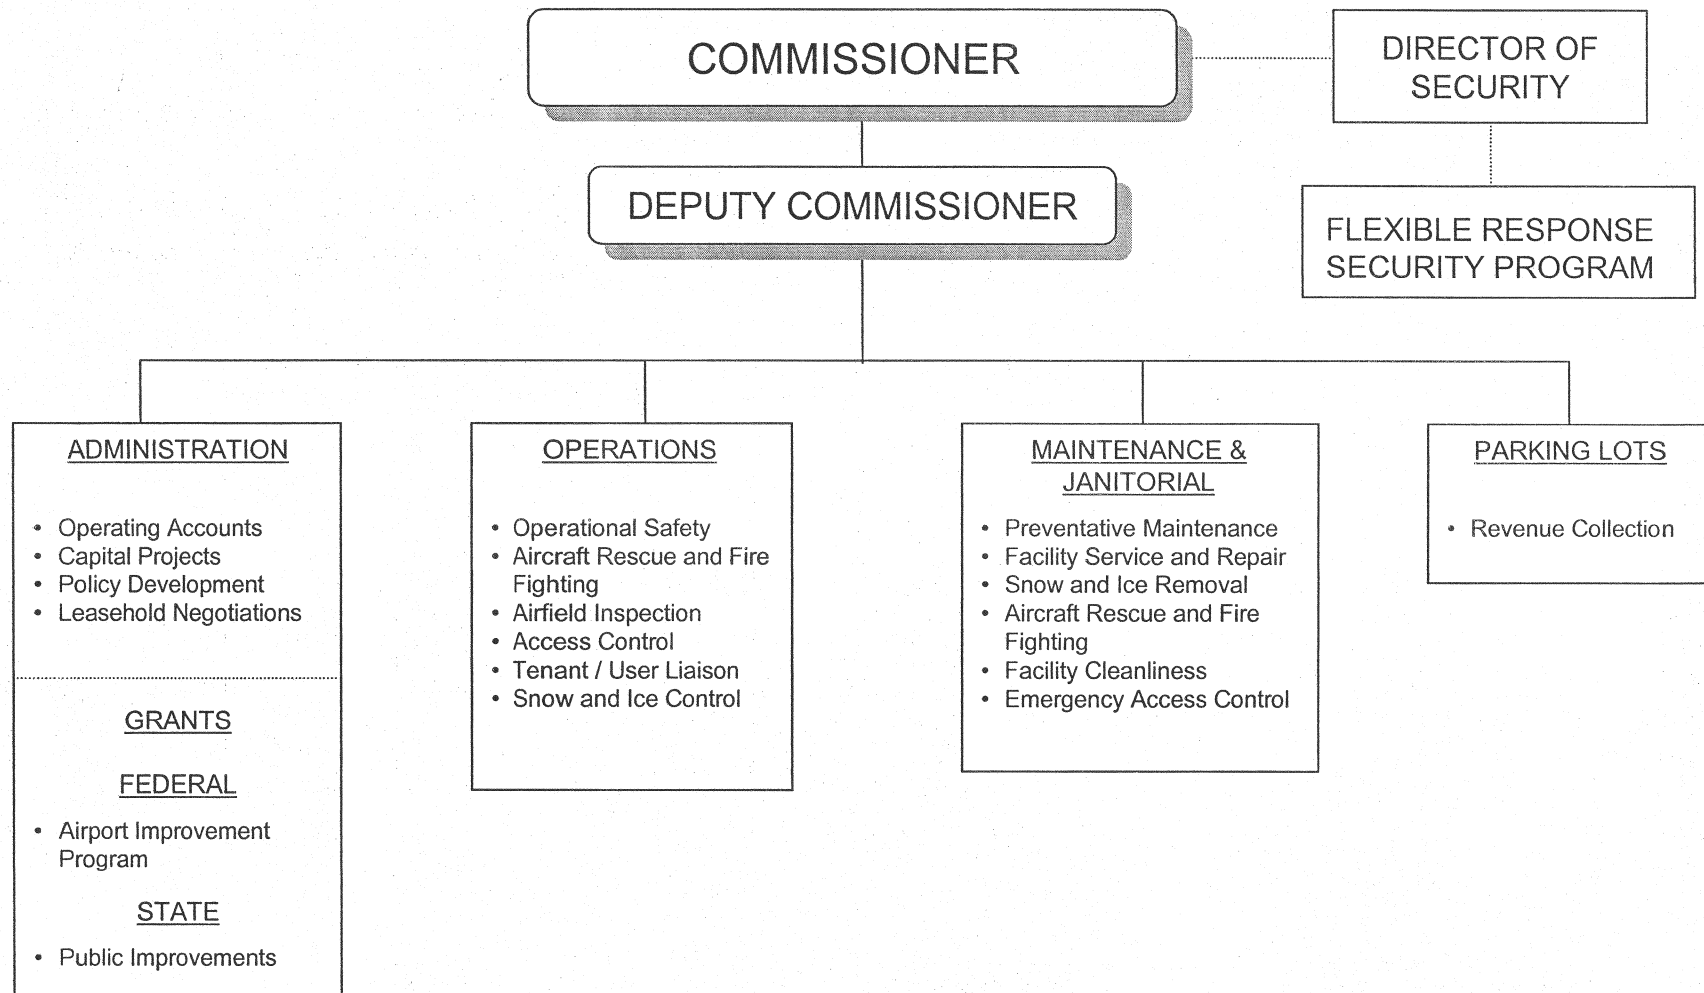 COMMISSIONER
DIRECTOR OF
SECURITY
DEPUTY COMMISSIONER
FLEXIBLE RESPONSE
SECURITY PROGRAM
ADMINISTRATION
• Operating Accounts
• Capital Projects
• Policy Development
• Leasehold Negotiations
GRANTS
FEDERAL
• Airport Improvement
Program
STATE
• Public Improvements
OPERATIONS
• Operational Safety
• Aircraft Rescue and Fire
Fighting
• Airfield Inspection
• Access Control
• Tenant / User Liaison
• Snow and Ice Control
MAINTENANCE &
JANITORIAL
• Preventative Maintenance
• Facility Service and Repair
• Snow and Ice Removal
• Aircraft Rescue and Fire
Fighting
• Facility Cleanliness
• Emergency Access Control
PARKING LOTS
• Revenue Collection